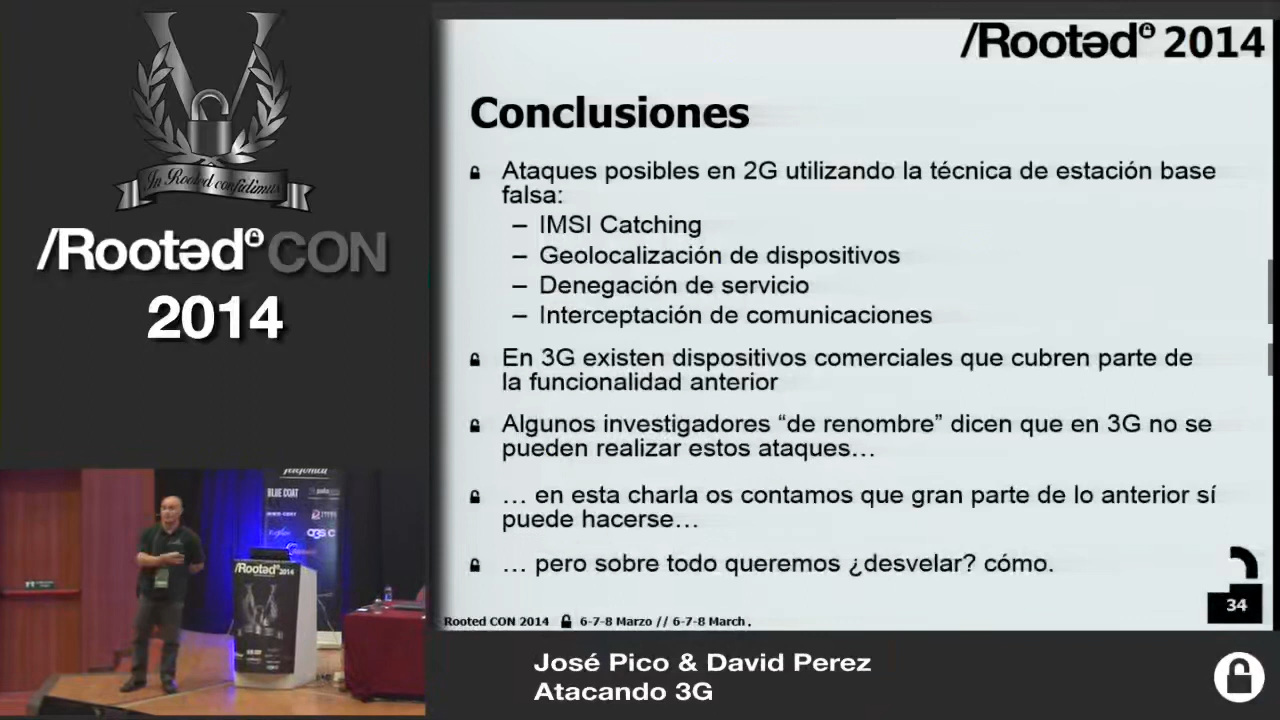 In Rooted confidimus
/Rootəd CON
2014
/Rootəd 2014
Conclusiones
Ataques posibles en 2G utilizando la técnica de estación base
falsa:
– IMSI Catching
– Geolocalización de dispositivos
– Denegación de servicio
– Interceptación de comunicaciones
En 3G existen dispositivos comerciales que cubren parte de
la funcionalidad anterior
Algunos investigadores “de renombre” dicen que en 3G no se
pueden realizar estos ataques…
… en esta charla os contamos que gran parte de lo anterior sí
puede hacerse…
… pero sobre todo queremos ¿desvelar? cómo.
34
Rooted CON 2014 6-7-8 Marzo // 6-7-8 March.
BLUE COAT
/Rootəd 2014
José Pico & David Perez
Atacando 3G